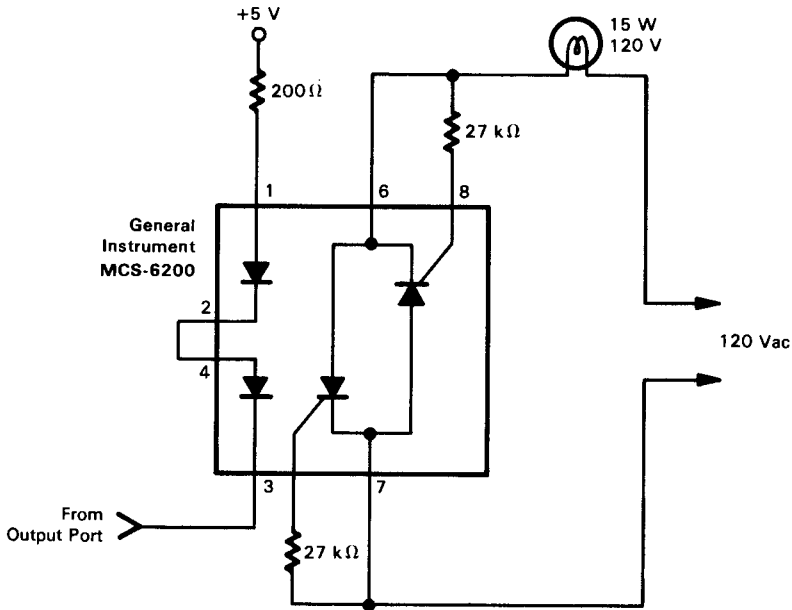 +5 V
200Ω
15 W
120 V
27 kΩ
1
6
8
General
Instrument
MCS-6200
2
4
120 Vac
3
7
From
Output Port
27 kΩ